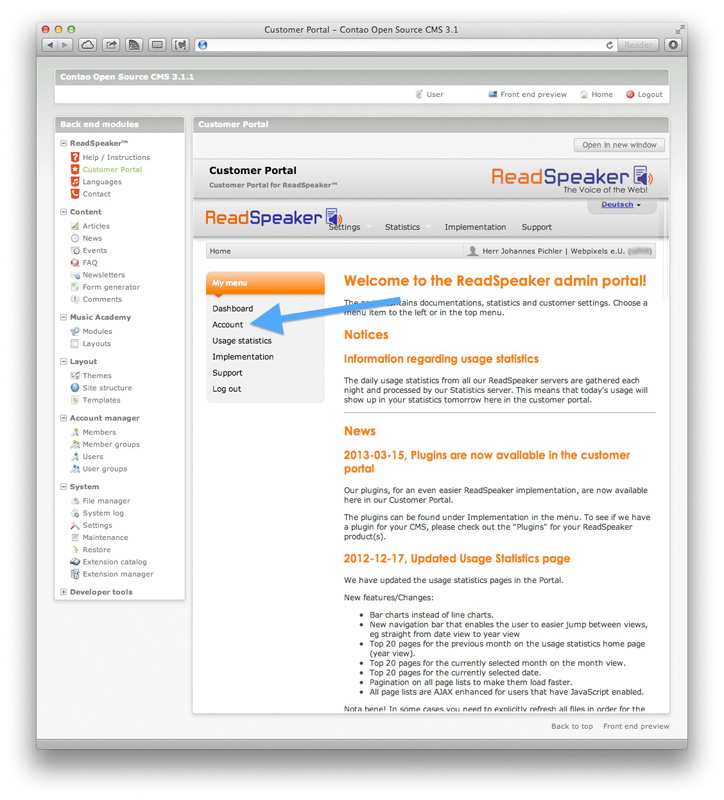 Customer Portal – Contao Open Source CMS 3.1
Reader
Contao Open Source CMS 3.1.1
User Front end preview Home Logout
Back end modules
ReadSpeaker™
Help / Instructions
Customer Portal
Languages
Contact
Content
Articles
News
Events
FAQ
Newsletters
Form generator
Comments
Music Academy
Modules
Layouts
Layout
Themes
Site structure
Templates
Account manager
Members
Member groups
Users
User groups
System
File manager
System log
Settings
Maintenance
Restore
Extension catalog
Extension manager
Developer tools
Customer Portal
Open in new window
Customer Portal
Customer Portal for ReadSpeaker™
ReadSpeaker
The Voice of the Web!
Deutsch
ReadSpeaker
Settings Statistics Implementation Support
Home
Herr Johannes Pichler | Webpixels e.U.
My menu
Dashboard
Account
Usage statistics
Implementation
Support
Log out
Welcome to the ReadSpeaker admin portal!
The contains documentations, statistics and customer settings. Choose a
menu item to the left or in the top menu.
Notices
Information regarding usage statistics
The daily usage statistics from all our ReadSpeaker servers are gathered each
night and processed by our Statistics server. This means that today's usage will
show up in your statistics tomorrow here in the customer portal.
News
2013-03-15, Plugins are now available in the customer
portal
Our plugins, for an even easier ReadSpeaker implementation, are now available
here in our Customer Portal.
The plugins can be found under Implementation in the menu. To see if we have
a plugin for your CMS, please check out the "Plugins" for your ReadSpeaker
product(s).
2012-12-17, Updated Usage Statistics page
We have updated the usage statistics pages in the Portal.
New features/Changes:
Bar charts instead of line charts.
New navigation bar that enables the user to easier jump between views,
eg straight from date view to year view
Top 20 pages for the previous month on the usage statistics home page
(year view).
Top 20 pages for the currently selected month on the month view.
Top 20 pages for the currently selected date.
Pagination on all page lists to make them load faster.
All page lists are AJAX enhanced for users that have JavaScript enabled.
Nota bene! In some cases you need to explicitly refresh all files in order for the
Back to top Front end preview